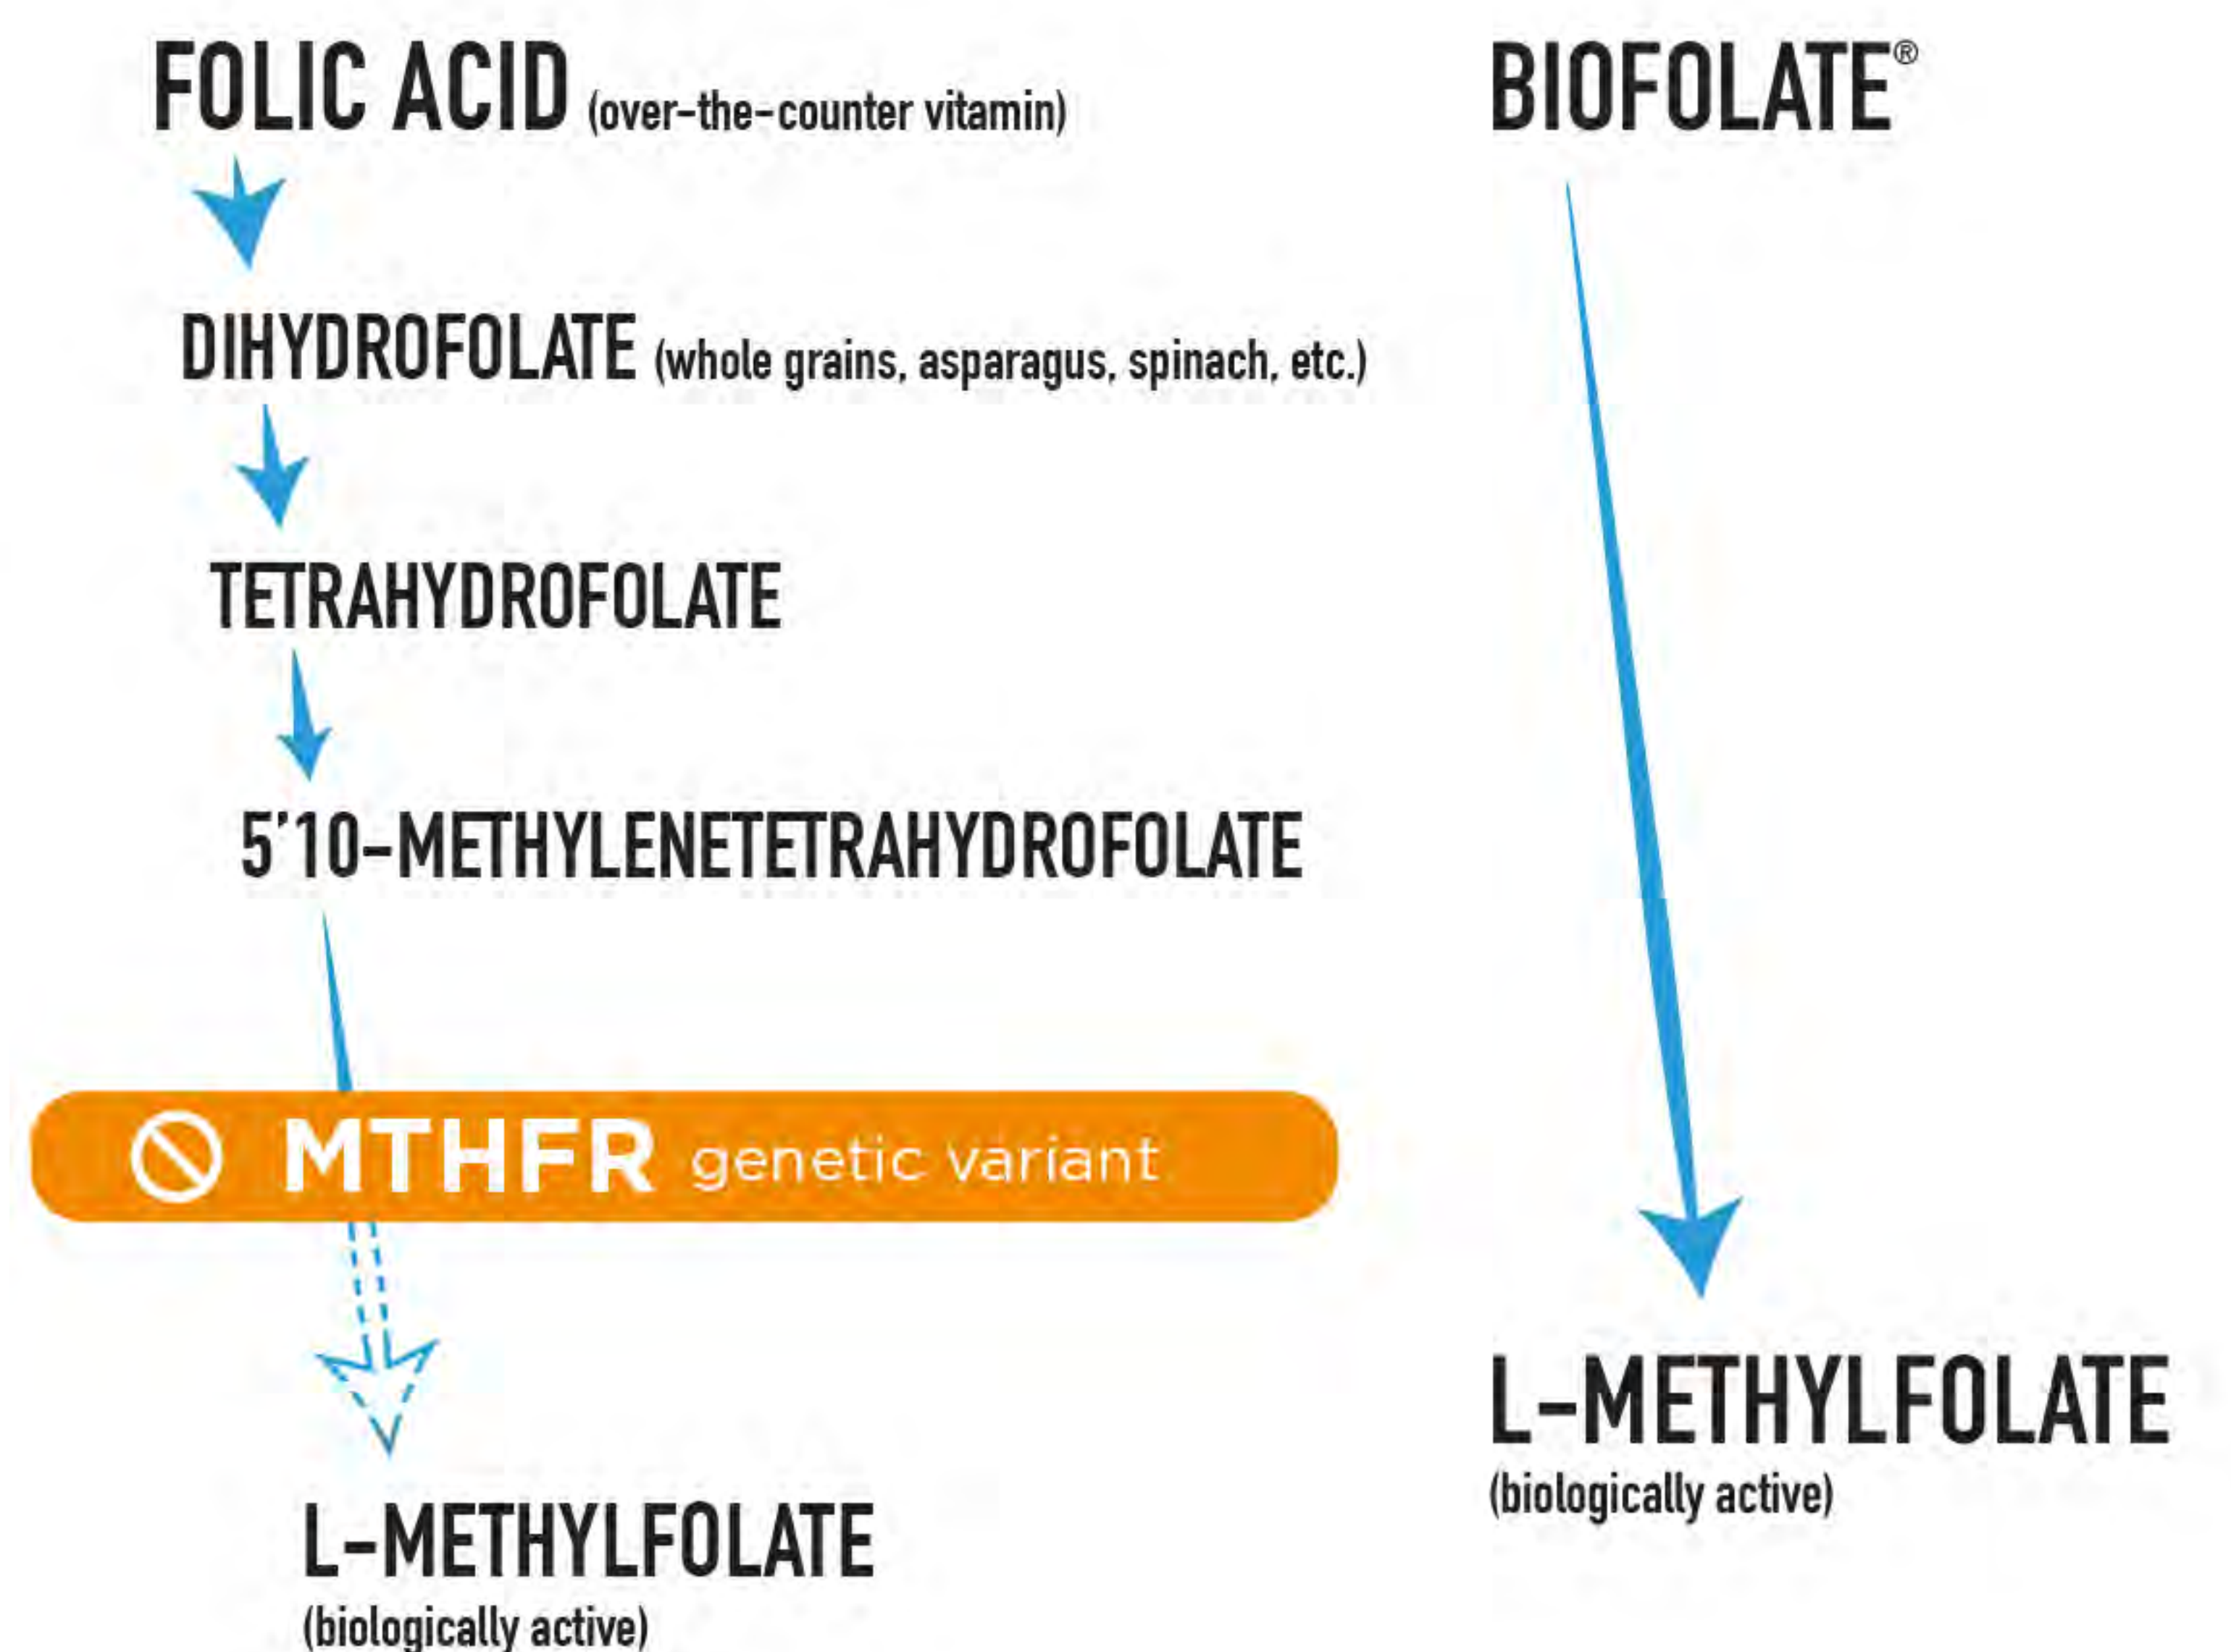 FOLIC ACID (over-the-counter vitamin)
DIHYDROFOLATE (whole grains, asparagus, spinach, etc.)
TETRAHYDROFOLATE
5'10-METHYLENETETRAHYDROFOLATE
MTHFR genetic variant
L-METHYLFOLATE
(biologically active)
BIOFOLATE®
L-METHYLFOLATE
(biologically active)